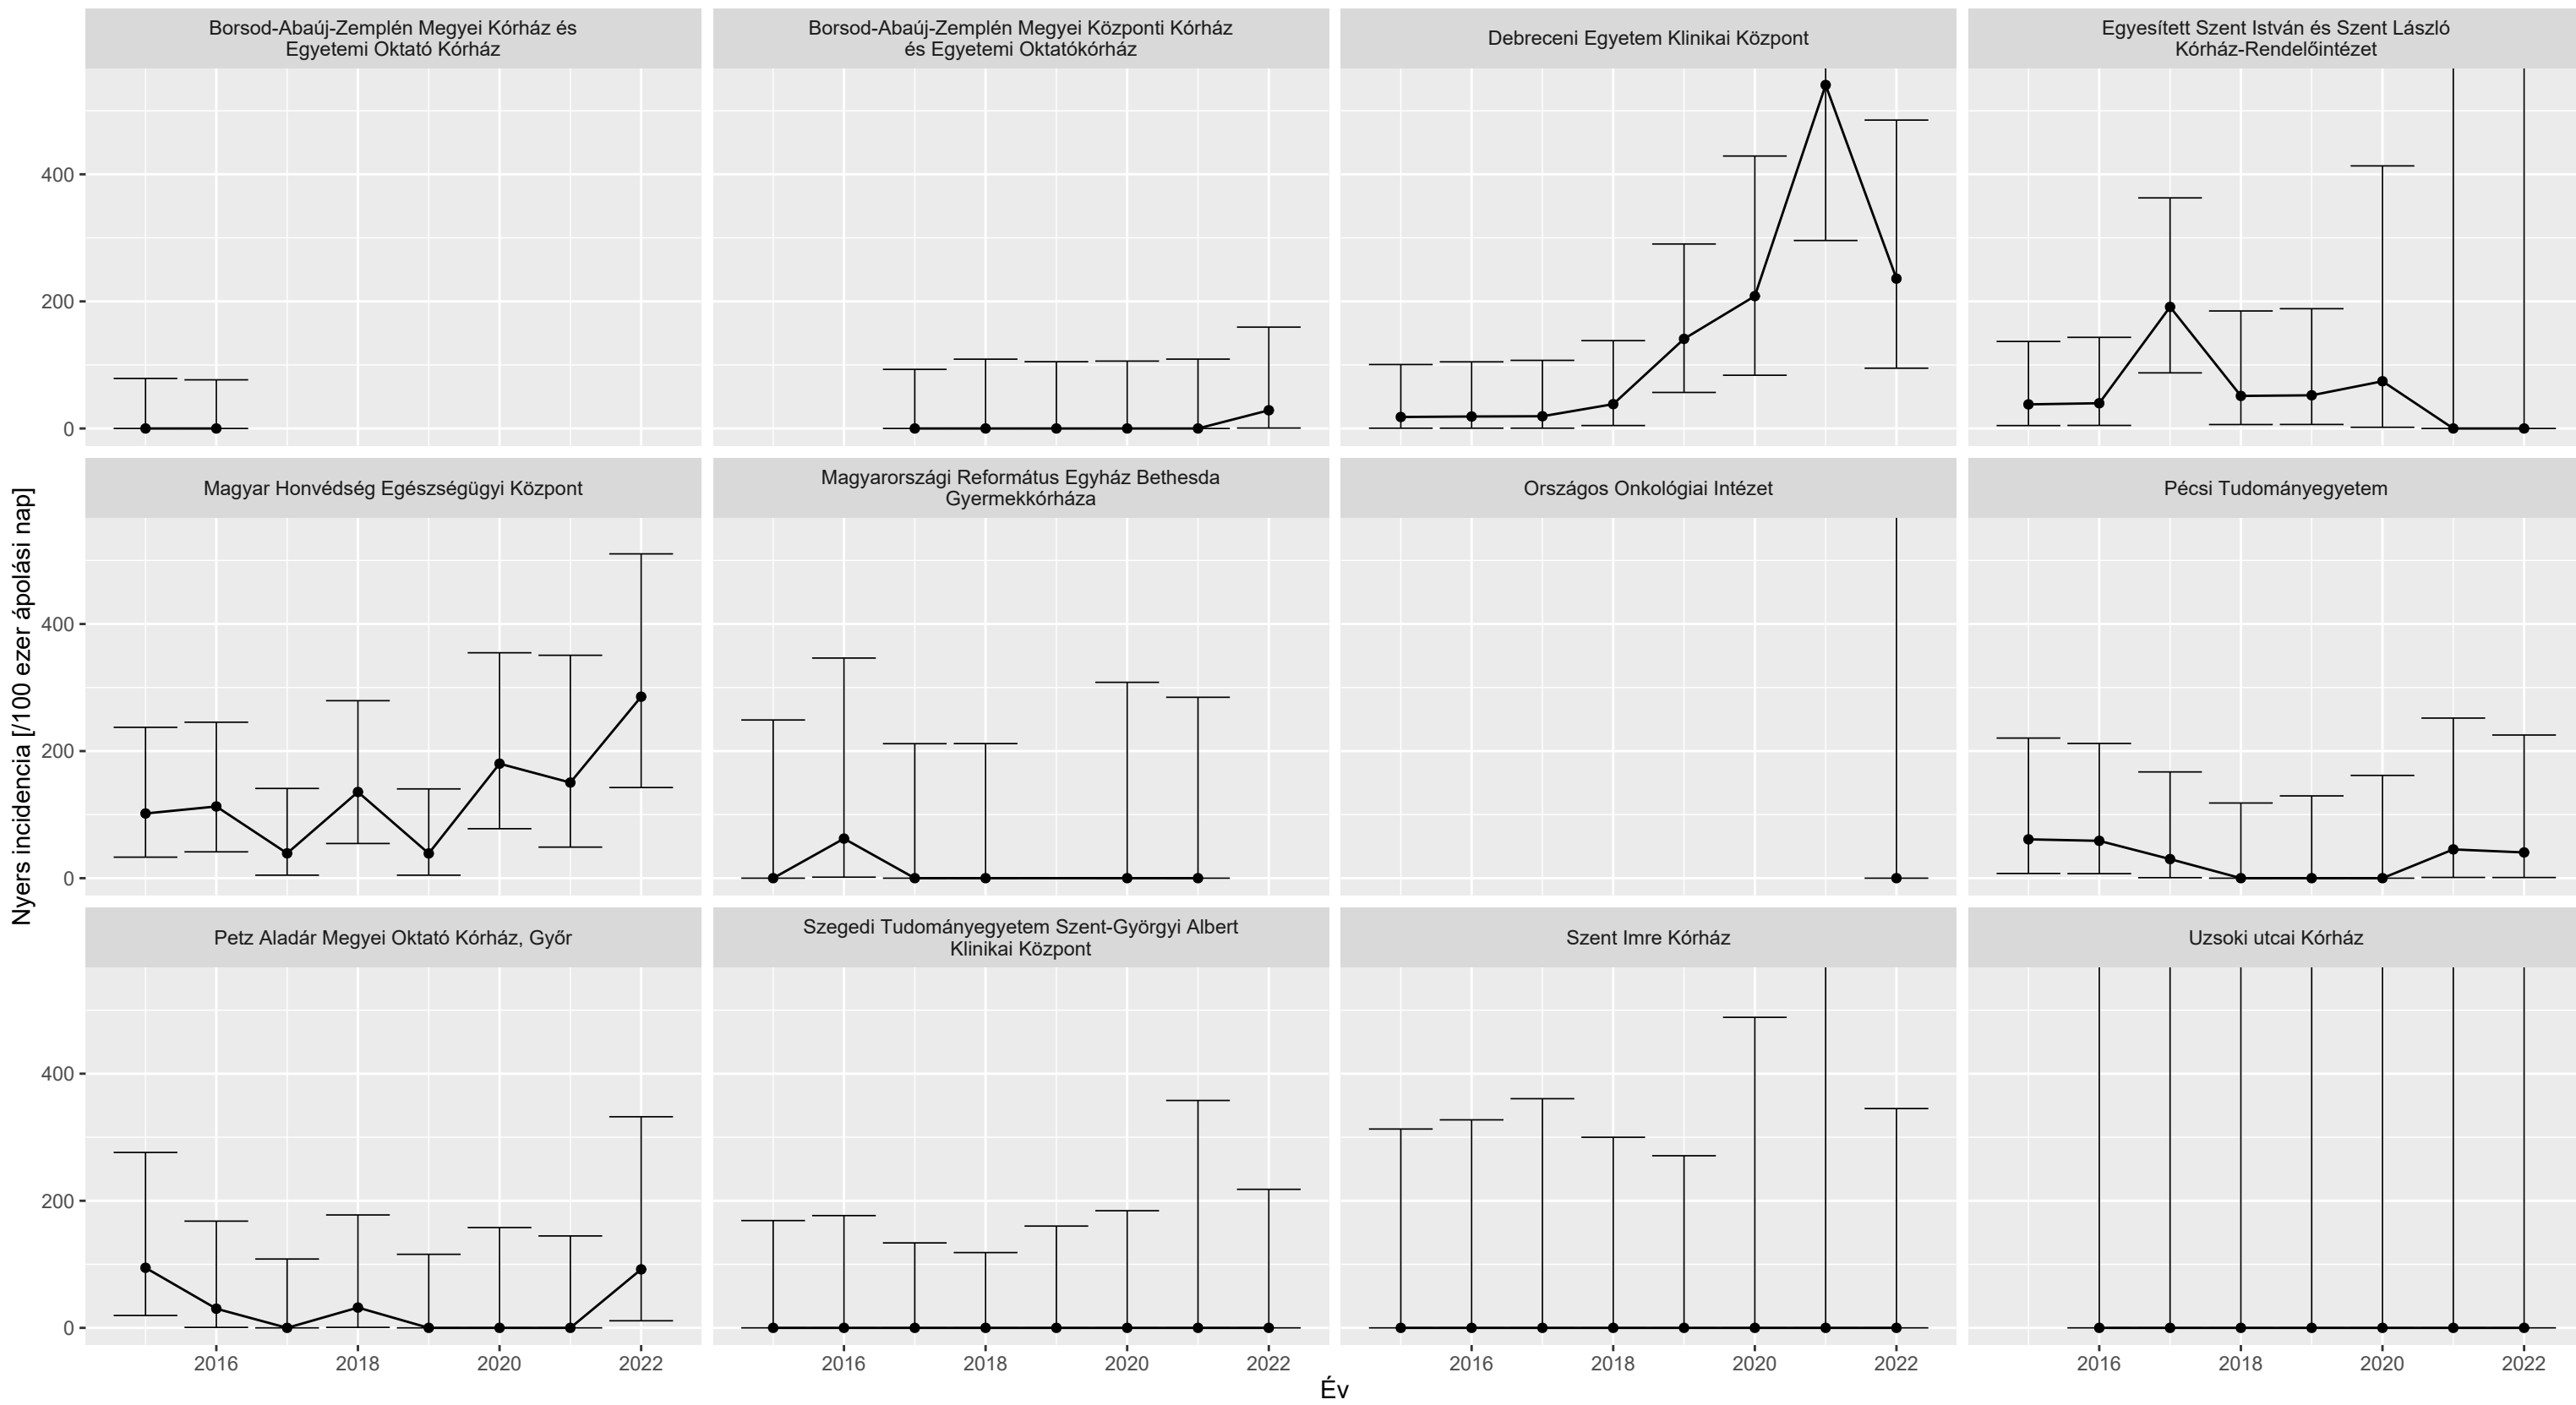 Borsod-Abaúj-Zemplén Megyei Kórház és
Egyetemi Oktató Kórház
Borsod-Abaúj-Zemplén Megyei Központi Kórház
és Egyetemi Oktatókórház
Debreceni Egyetem Klinikai Központ
Egyesített Szent István és Szent László
Kórház-Rendelőintézet
400
200
0
Magyar Honvédség Egészségügyi Központ
Magyarországi Református Egyház Bethesda
Gyermekkórháza
Országos Onkológiai Intézet
Pécsi Tudományegyetem
Nyers incidencia [/100 ezer ápolási nap]
400
200
0
Petz Aladár Megyei Oktató Kórház, Győr
Szegedi Tudományegyetem Szent-Györgyi Albert
Klinikai Központ
Szent Imre Kórház
Uzsoki utcai Kórház
400
200
0
2016 2018 2020 2022
2016 2018 2020 2022
2016 2018 2020 2022
2016 2018 2020 2022
Év